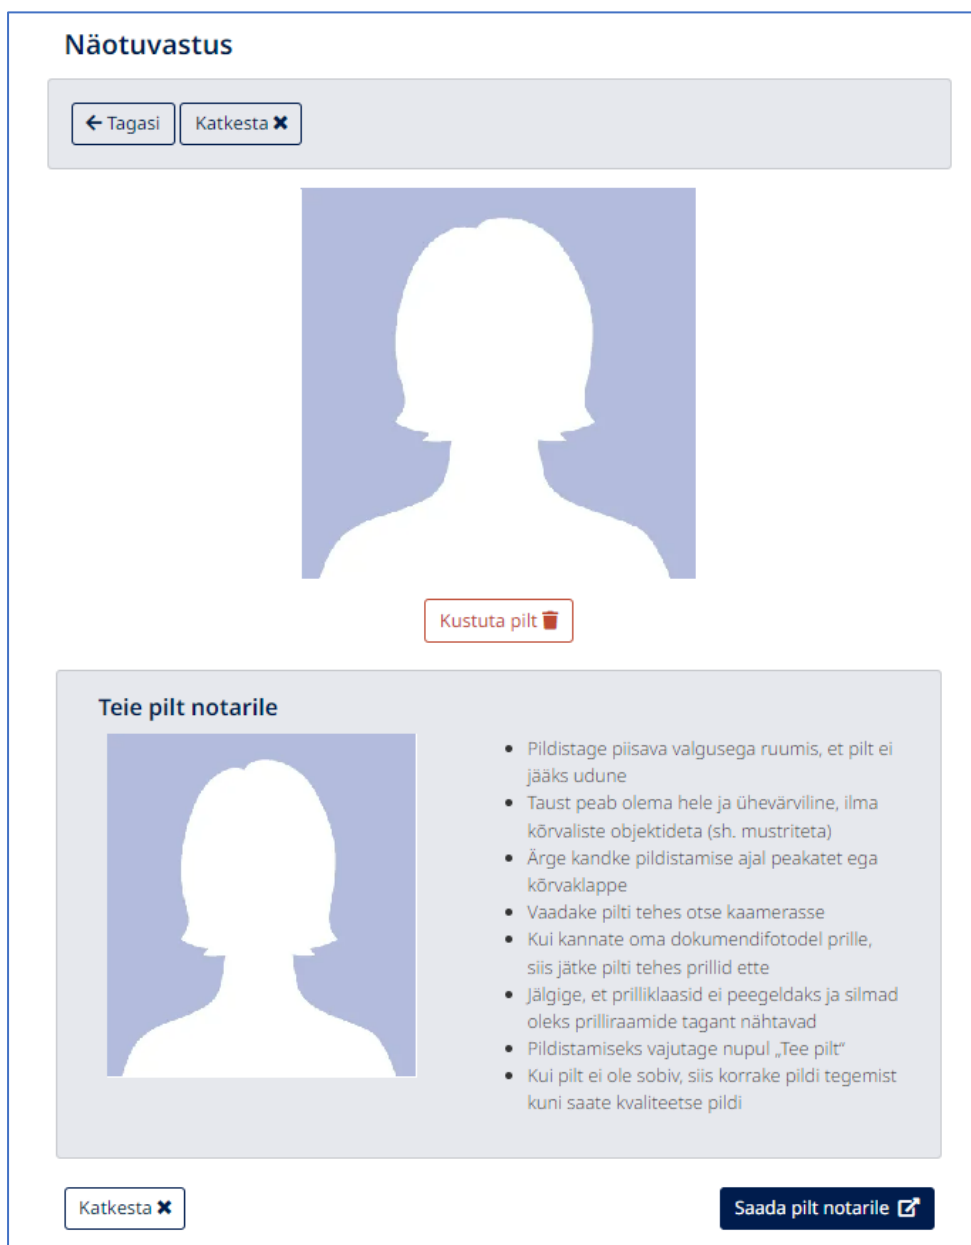 Näotuvastus
Tagasi Katkesta
Kustuta pilt
Teie pilt notarile
Pildistage piisava valgusega ruumis, et pilt ei
jääks udune
Taust peab olema hele ja ühevärviline, ilma
kõrvaliste objektideta (sh. mustriteta)
Ärge kandke pildistamise ajal peakatet ega
kõrvaklappe
Vaadake pilti tehes otse kaamerasse
Kui kannate oma dokumendifotodel prille,
siis jätke pilti tehes prillid ette
Jälgige, et prilliklaasid ei peegeldaks ja silmad
oleks prilliraamide tagant nähtavad
Pildistamiseks vajutage nupul „Tee pilt“
Kui pilt ei ole sobiv, siis korrake pildi tegemist
kuni saate kvaliteetse pildi
Katkesta Saada pilt notarile